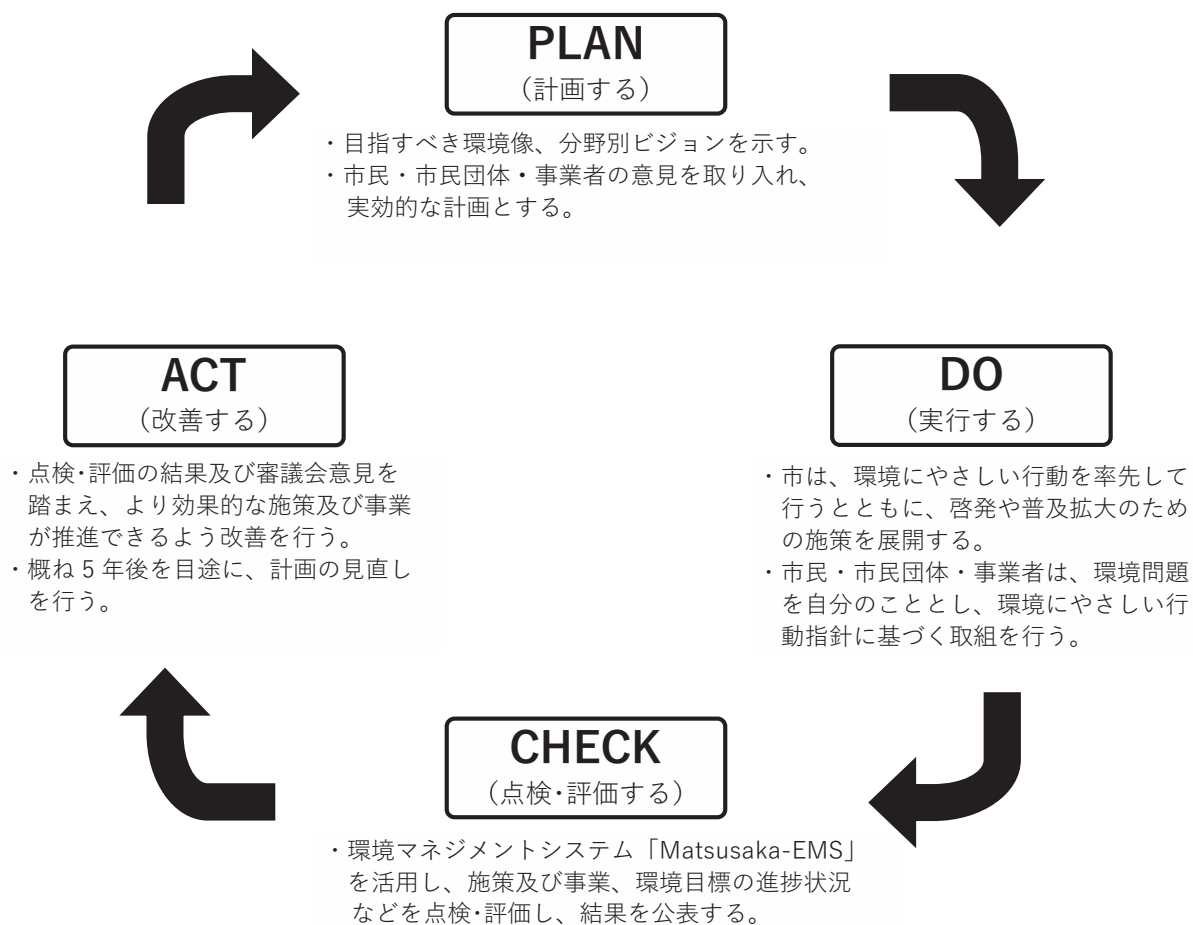 PLAN
（計画する）
・目指すべき環境像、分野別ビジョンを示す。
・市民・市民団体・事業者の意見を取り入れ、
実効的な計画とする。
DO
（実行する）
・市は、環境にやさしい行動を率先して
行うとともに、啓発や普及拡大のため
の施策を展開する。
・市民・市民団体・事業者は、環境問題
を自分のこととし、環境にやさしい行
動指針に基づく取組を行う。
CHECK
（点検・評価する）
・環境マネジメントシステム「Matsusaka-EMS」
を活用し、施策及び事業、環境目標の進捗状況
などを点検・評価し、結果を公表する。
ACT
（改善する）
・点検・評価の結果及び審議会意見を
踏まえ、より効果的な施策及び事業
が推進できるよう改善を行う。
・概ね 5 年後を目途に、計画の見直し
を行う。